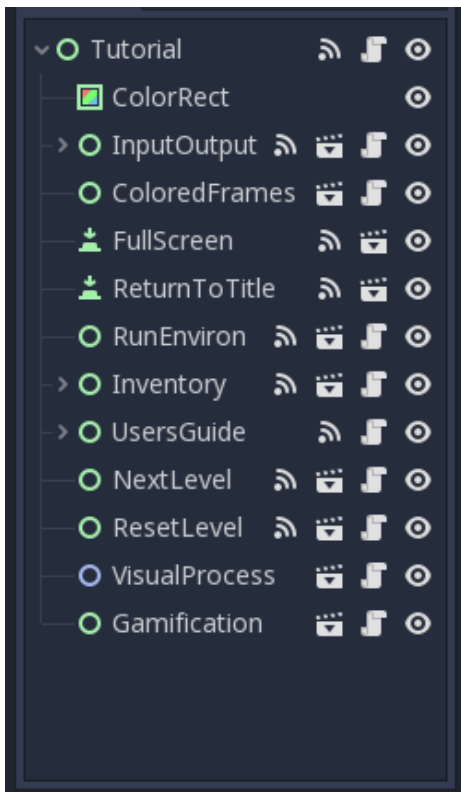 Tutorial
ColorRect
InputOutput
ColoredFrames
FullScreen
ReturnToTitle
RunEnviron
Inventory
UsersGuide
NextLevel
ResetLevel
VisualProcess
Gamification